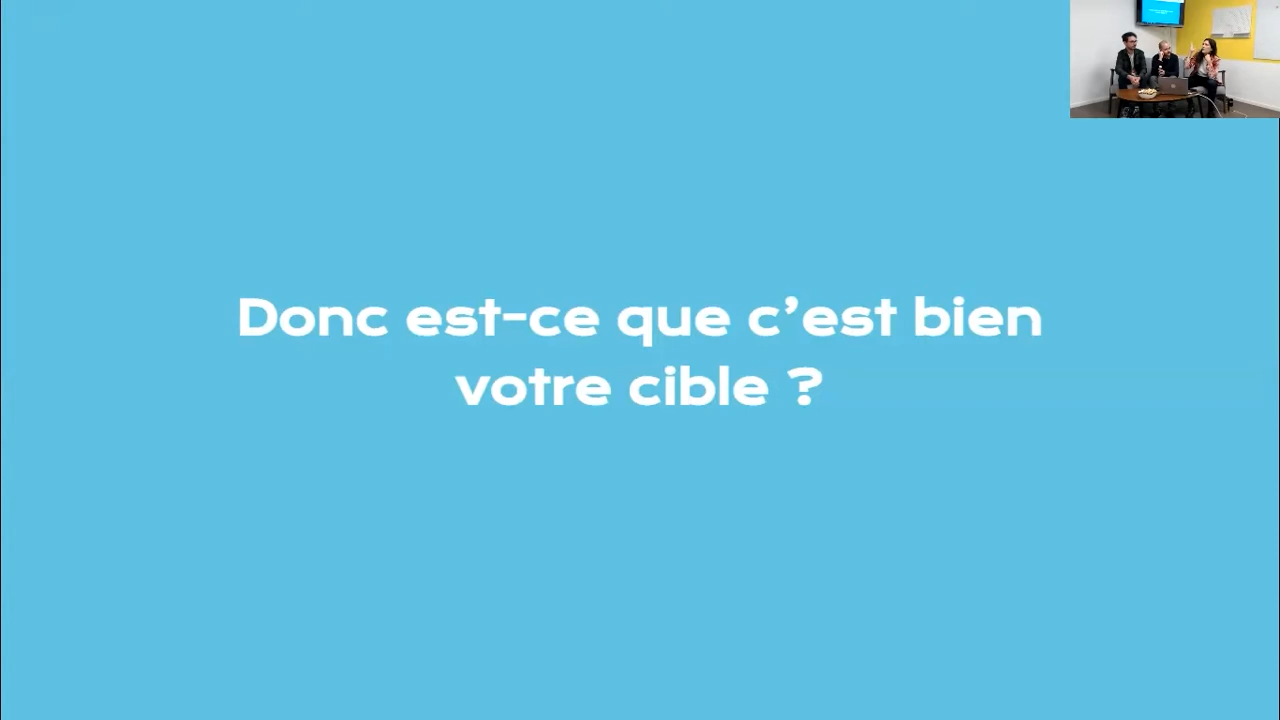 Donc est-ce que c’est bien
votre cible ?